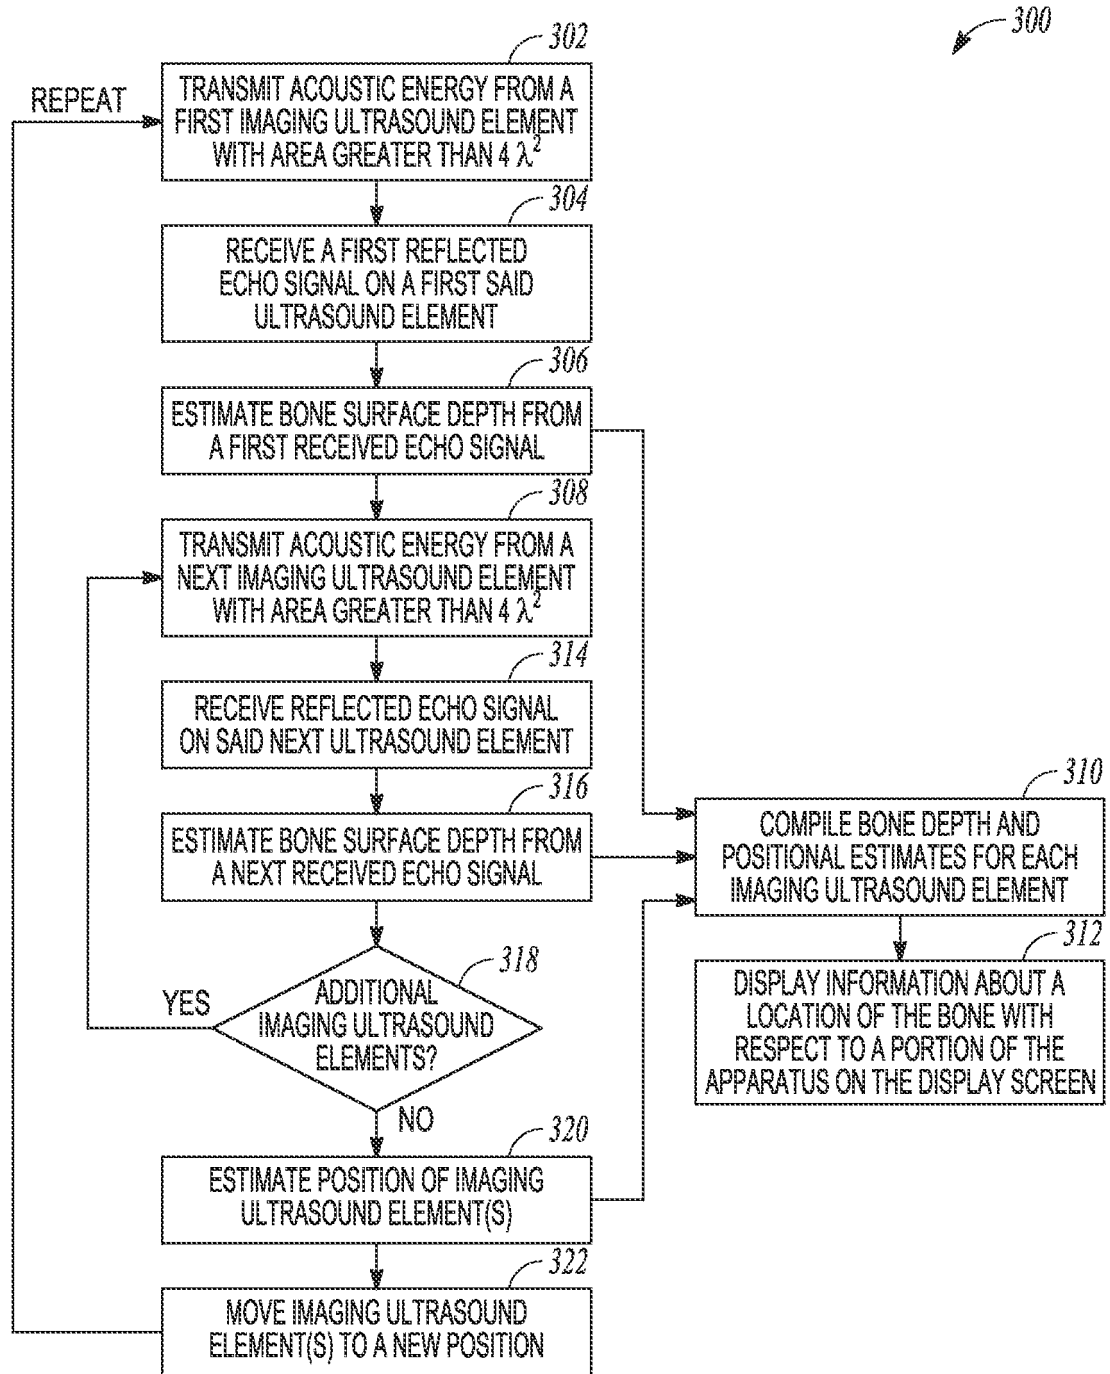 300
302
REPEAT
TRANSMIT ACOUSTIC ENERGY FROM A
FIRST IMAGING ULTRASOUND ELEMENT
WITH AREA GREATER THAN 4 λ²
304
RECEIVE A FIRST REFLECTED
ECHO SIGNAL ON A FIRST SAID
ULTRASOUND ELEMENT
306
ESTIMATE BONE SURFACE DEPTH FROM
A FIRST RECEIVED ECHO SIGNAL
308
TRANSMIT ACOUSTIC ENERGY FROM A
NEXT IMAGING ULTRASOUND ELEMENT
WITH AREA GREATER THAN 4 λ²
314
RECEIVE REFLECTED ECHO SIGNAL
ON SAID NEXT ULTRASOUND ELEMENT
316
ESTIMATE BONE SURFACE DEPTH FROM
A NEXT RECEIVED ECHO SIGNAL
310
COMPILE BONE DEPTH AND
POSITIONAL ESTIMATES FOR EACH
IMAGING ULTRASOUND ELEMENT
312
DISPLAY INFORMATION ABOUT A
LOCATION OF THE BONE WITH
RESPECT TO A PORTION OF THE
APPARATUS ON THE DISPLAY SCREEN
318
YES
ADDITIONAL
IMAGING ULTRASOUND
ELEMENTS?
NO
320
ESTIMATE POSITION OF IMAGING
ULTRASOUND ELEMENT(S)
322
MOVE IMAGING ULTRASOUND
ELEMENT(S) TO A NEW POSITION